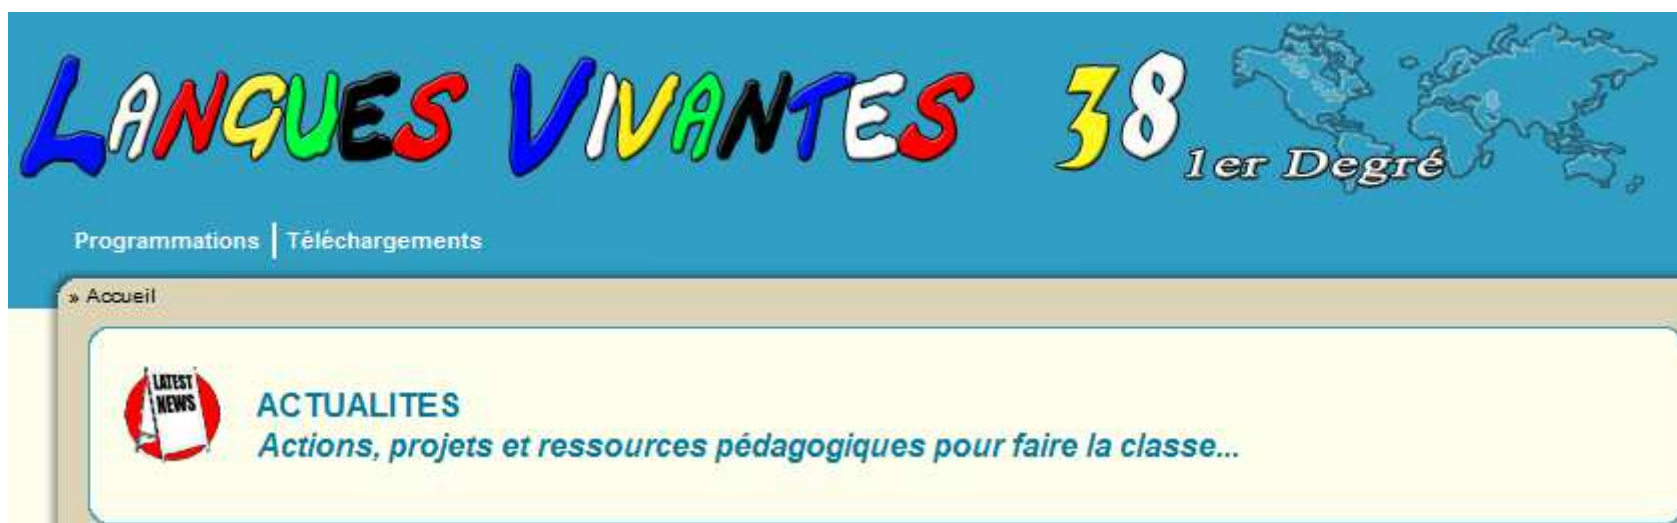 LANGUES VIVANTES 38
1er Degré
Programmations | Téléchargements
» Accueil
LATEST
NEWS
ACTUALITES
Actions, projets et ressources pédagogiques pour faire la classe...